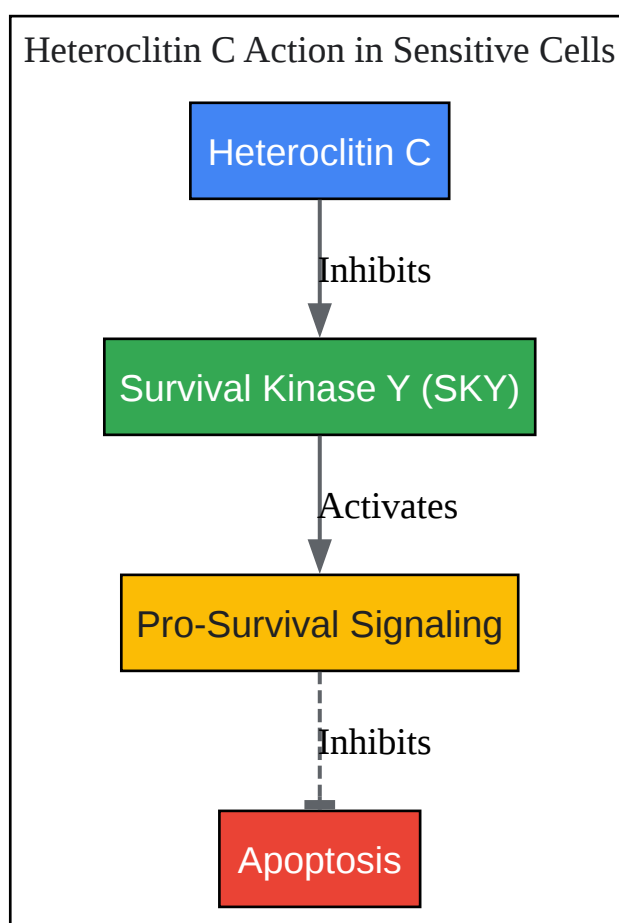 Heteroclitin C Action in Sensitive Cells
Heteroclitin C
Inhibits
Survival Kinase Y (SKY)
Activates
Pro-Survival Signaling
Inhibits
Apoptosis